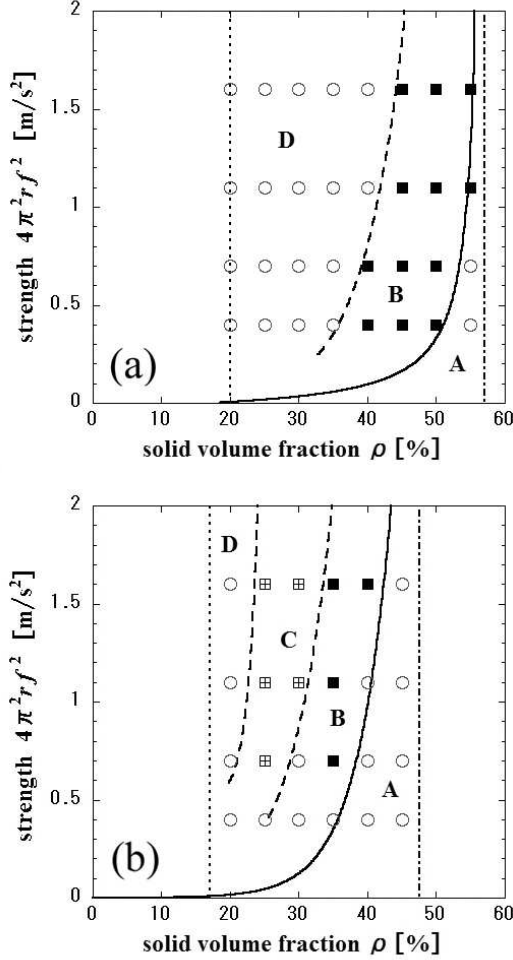 2
1.5
1
0.5
0
strength 4π²rf² [m/s²]
D
B
A
(a)
0 10 20 30 40 50 60
solid volume fraction ρ [%]
2
1.5
1
0.5
0
strength 4π²rf² [m/s²]
D
C
B
A
(b)
0 10 20 30 40 50 60
solid volume fraction ρ [%]